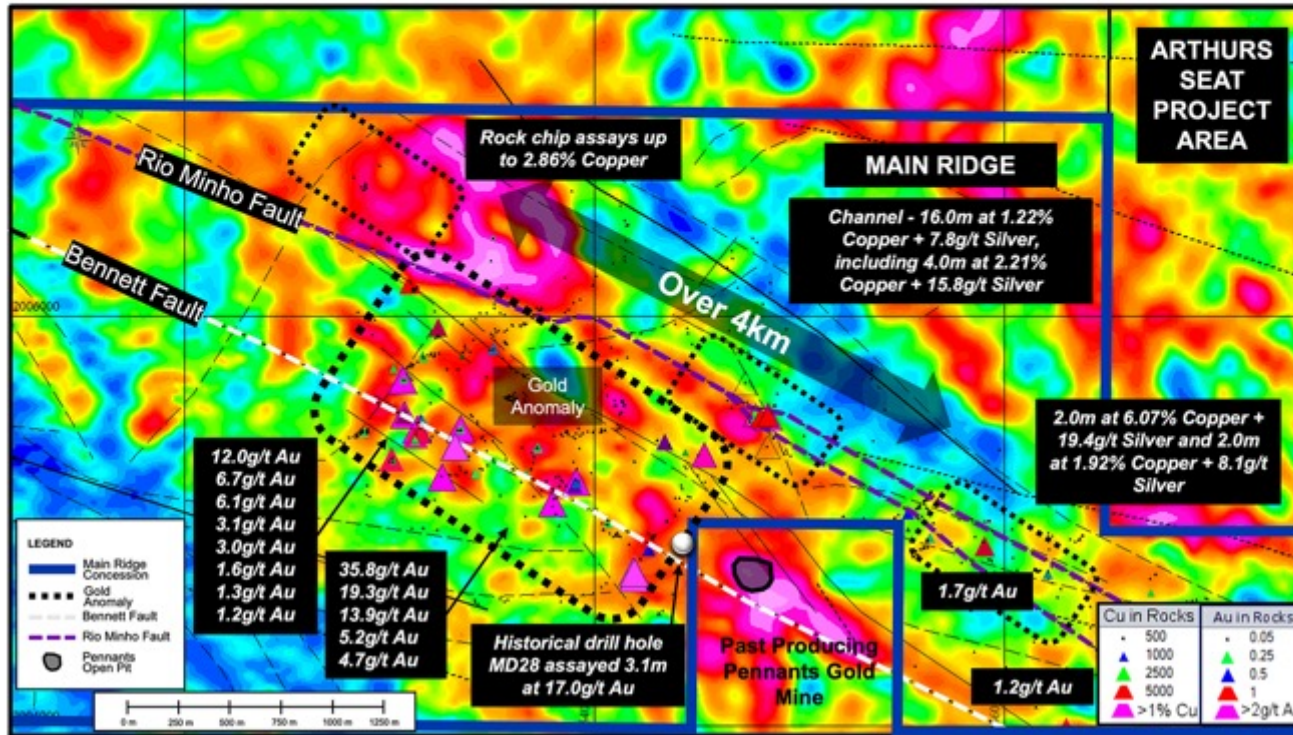 ARTHURS
SEAT
PROJECT
AREA
Rock chip assays up
to 2.86% Copper
MAIN RIDGE
Channel - 16.0m at 1.22%
Copper + 7.8g/t Silver,
including 4.0m at 2.21%
Copper + 15.8g/t Silver
Rio Minho Fault
Bennett Fault
2006000
Over 4km
Gold
Anomaly
2.0m at 6.07% Copper +
19.4g/t Silver and 2.0m
at 1.92% Copper + 8.1g/t
Silver
12.0g/t Au
6.7g/t Au
6.1g/t Au
3.1g/t Au
3.0g/t Au
1.6g/t Au
1.3g/t Au
1.2g/t Au
35.8g/t Au
19.3g/t Au
13.9g/t Au
5.2g/t Au
4.7g/t Au
Historical drill hole
MD28 assayed 3.1m
at 17.0g/t Au
Past Producing
Pennants Gold
Mine
1.7g/t Au
1.2g/t Au
LEGEND
Main Ridge
Concession
Gold
Anomaly
Bennett Fault
Rio Minho Fault
Pennants
Open Pit
0 m 250 m 500 m 750 m 1000 m 1250 m
Cu in Rocks
500
1000
2500
5000
>1% Cu
Au in Rocks
0.05
0.25
0.5
1
>2g/t A